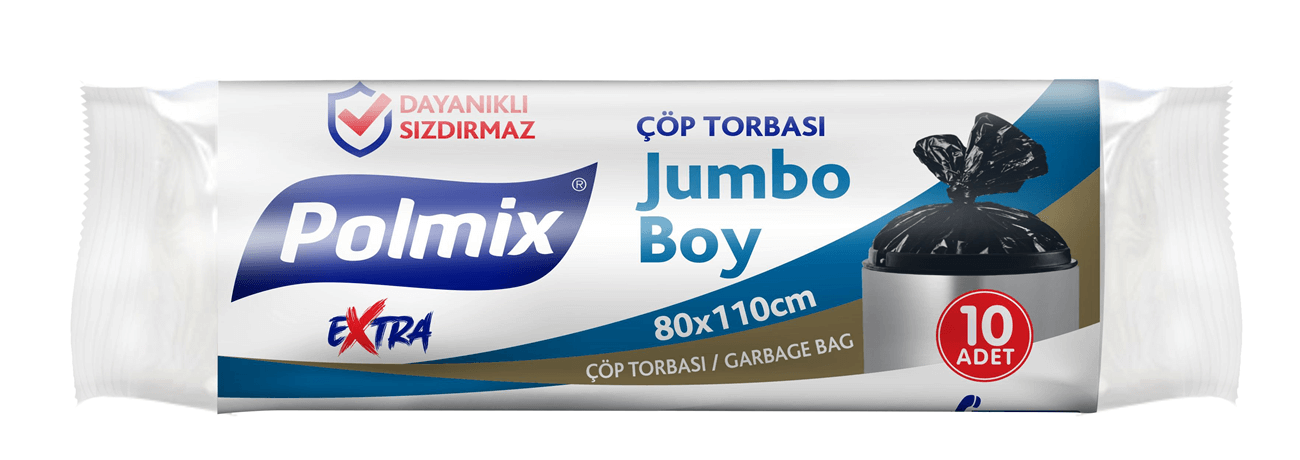 DAYANIKLI
SIZDIRMAZ
Polmix®
EXTRA
ÇÖP TORBASI
Jumbo
Boy
80x110cm
ÇÖP TORBASI / GARBAGE BAG
10
ADET